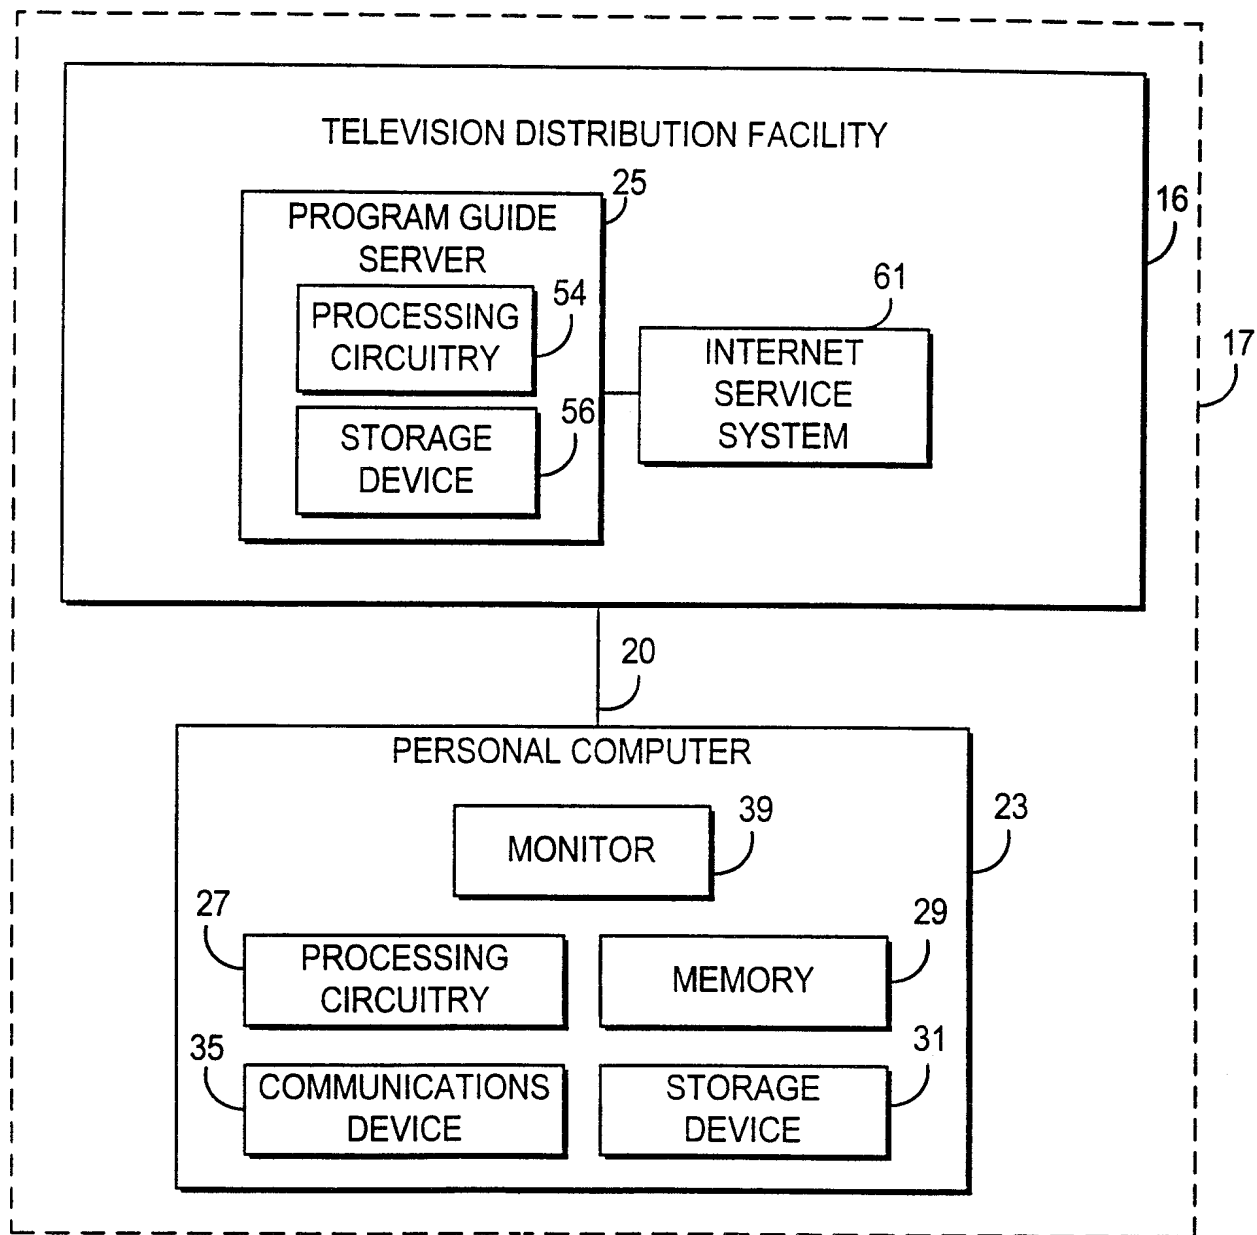 TELEVISION DISTRIBUTION FACILITY
25
PROGRAM GUIDE
SERVER
16
54
PROCESSING
CIRCUITRY
61
INTERNET
SERVICE
SYSTEM
17
56
STORAGE
DEVICE
20
PERSONAL COMPUTER
39
MONITOR
23
27
PROCESSING
CIRCUITRY
29
MEMORY
35
COMMUNICATIONS
DEVICE
31
STORAGE
DEVICE